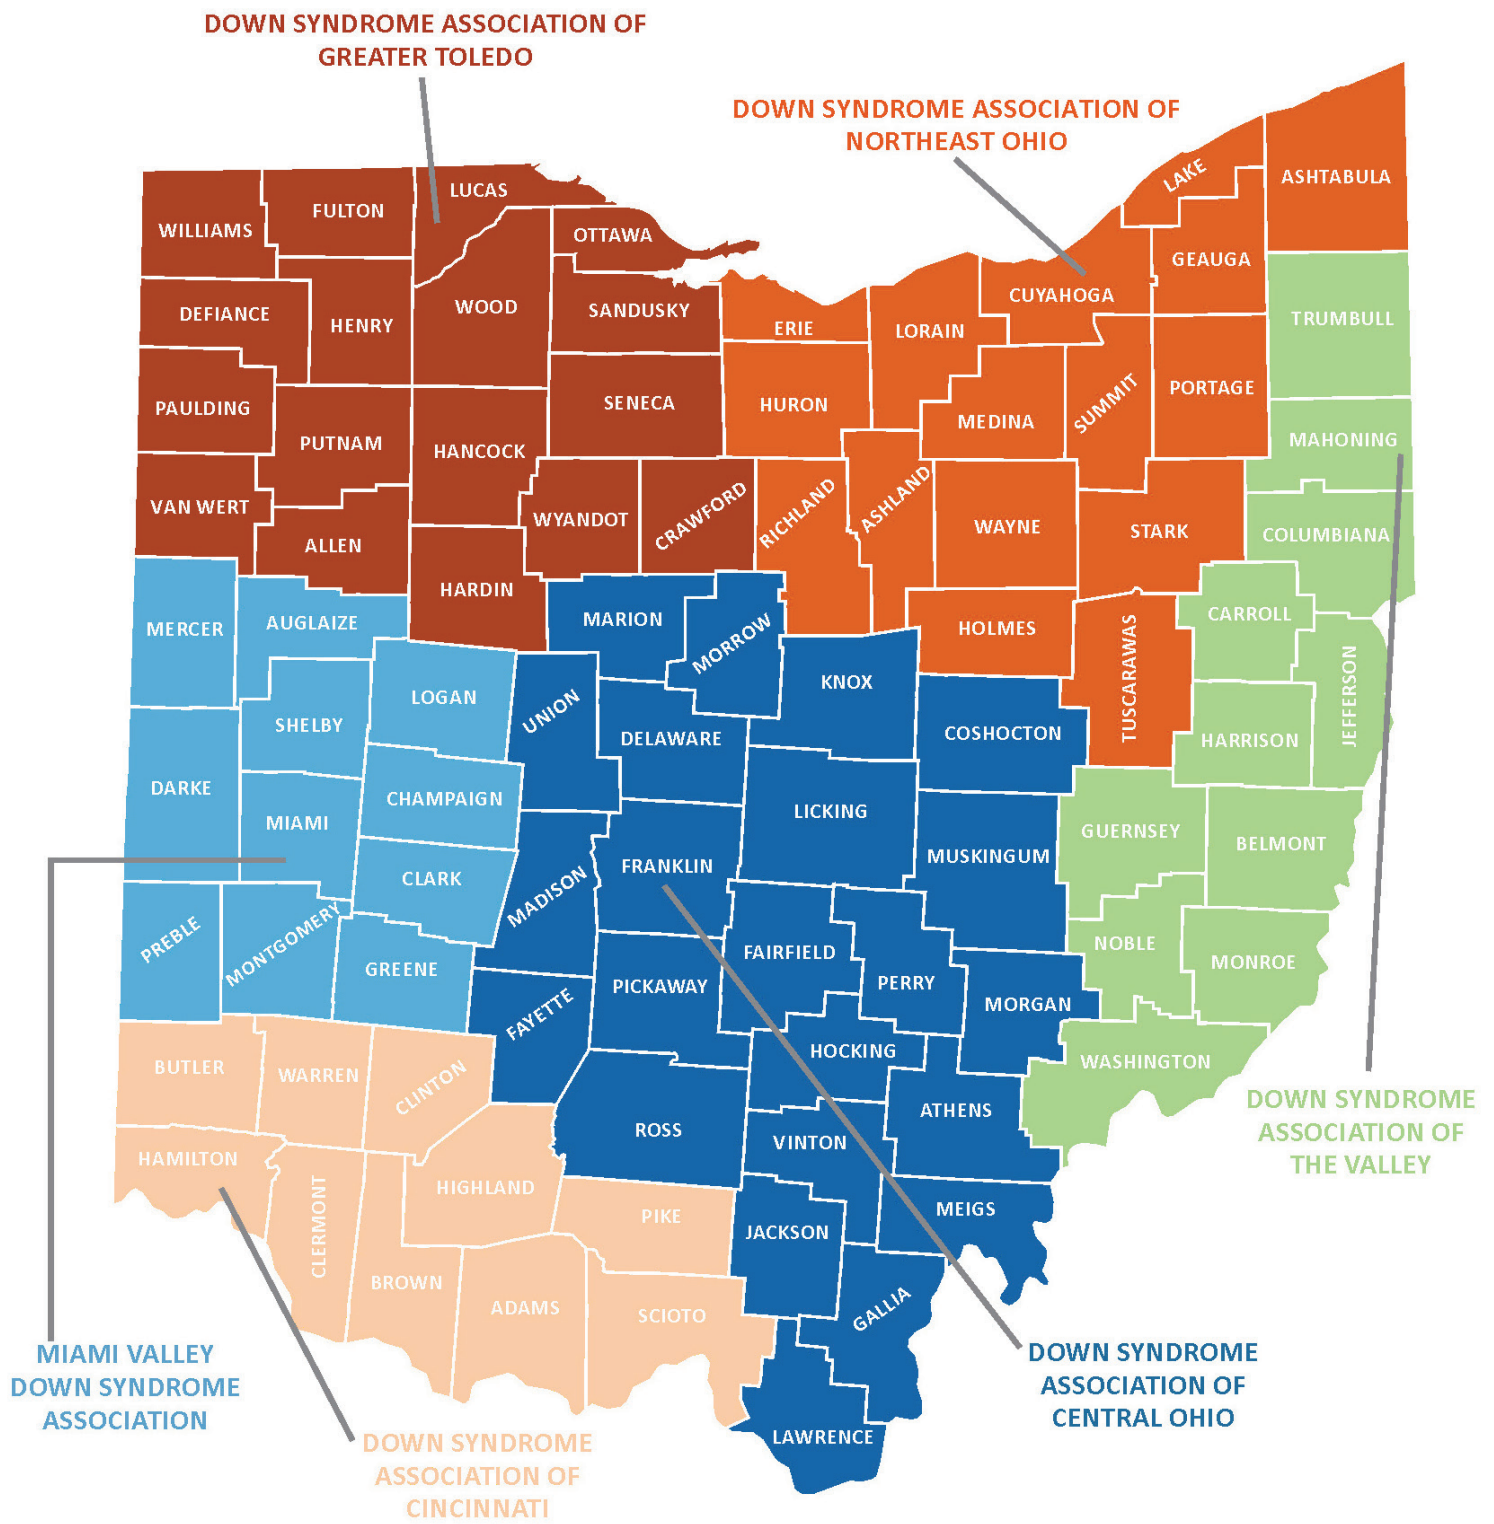 DOWN SYNDROME ASSOCIATION OF
GREATER TOLEDO
DOWN SYNDROME ASSOCIATION OF
NORTHEAST OHIO
WILLIAMS
FULTON
LUCAS
OTTAWA
LAKE
ASHTABULA
GEAUGA
DEFIANCE
HENRY
WOOD
SANDUSKY
ERIE
LORAIN
CUYAHOGA
TRUMBULL
PAULDING
PUTNAM
HANCOCK
SENECA
HURON
MEDINA
SUMMIT
PORTAGE
MAHONING
VAN WERT
ALLEN
WYANDOT
CRAWFORD
RICHLAND
ASHLAND
WAYNE
STARK
COLUMBIANA
HARDIN
MERCER
AUGLAIZE
MARION
MORROW
HOLMES
TUSCARAWAS
CARROLL
JEFFERSON
LOGAN
SHELBY
UNION
DELAWARE
KNOX
COSHOCTON
HARRISON
DARKE
MIAMI
CHAMPAIGN
LICKING
GUERNSEY
BELMONT
CLARK
MADISON
FRANKLIN
MUSKINGUM
PREBLE
MONTGOMERY
GREENE
FAIRFIELD
PERRY
NOBLE
MONROE
FAYETTE
PICKAWAY
MORGAN
BUTLER
WARREN
CLINTON
HOCKING
WASHINGTON
ROSS
VINTON
ATHENS
HAMILTON
CLERMONT
HIGHLAND
PIKE
JACKSON
MEIGS
BROWN
ADAMS
SCIOTO
GALLIA
LAWRENCE
DOWN SYNDROME
ASSOCIATION OF
THE VALLEY
MIAMI VALLEY
DOWN SYNDROME
ASSOCIATION
DOWN SYNDROME
ASSOCIATION OF
CENTRAL OHIO
DOWN SYNDROME
ASSOCIATION OF
CINCINNATI